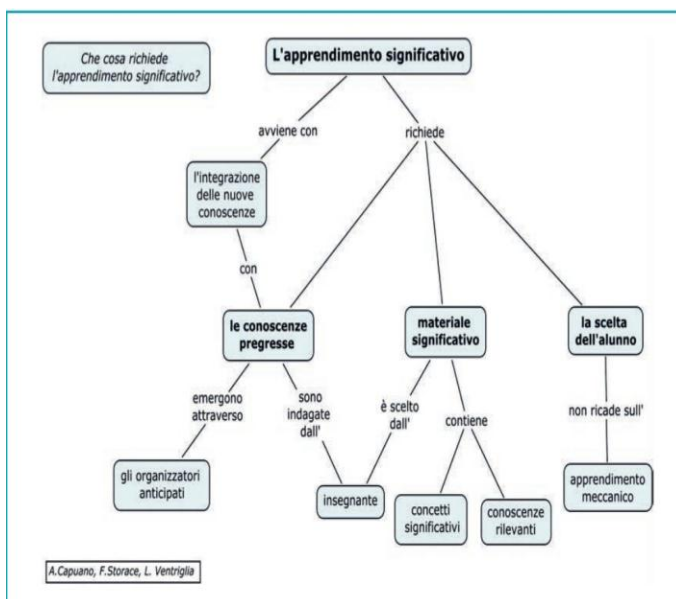 Che cosa richiede
l'apprendimento significativo?
L'apprendimento significativo
avviene con
richiede
l'integrazione
delle nuove
conoscenze
con
le conoscenze
pregresse
materiale
significativo
la scelta
dell'alunno
emergono
attraverso
sono
indagate
dall'
è scelto
dall'
contiene
non ricade sull'
gli organizzatori
anticipati
insegnante
concetti
significativi
conoscenze
rilevanti
apprendimento
meccanico
A.Capuano, F.Storace, L. Ventriglia